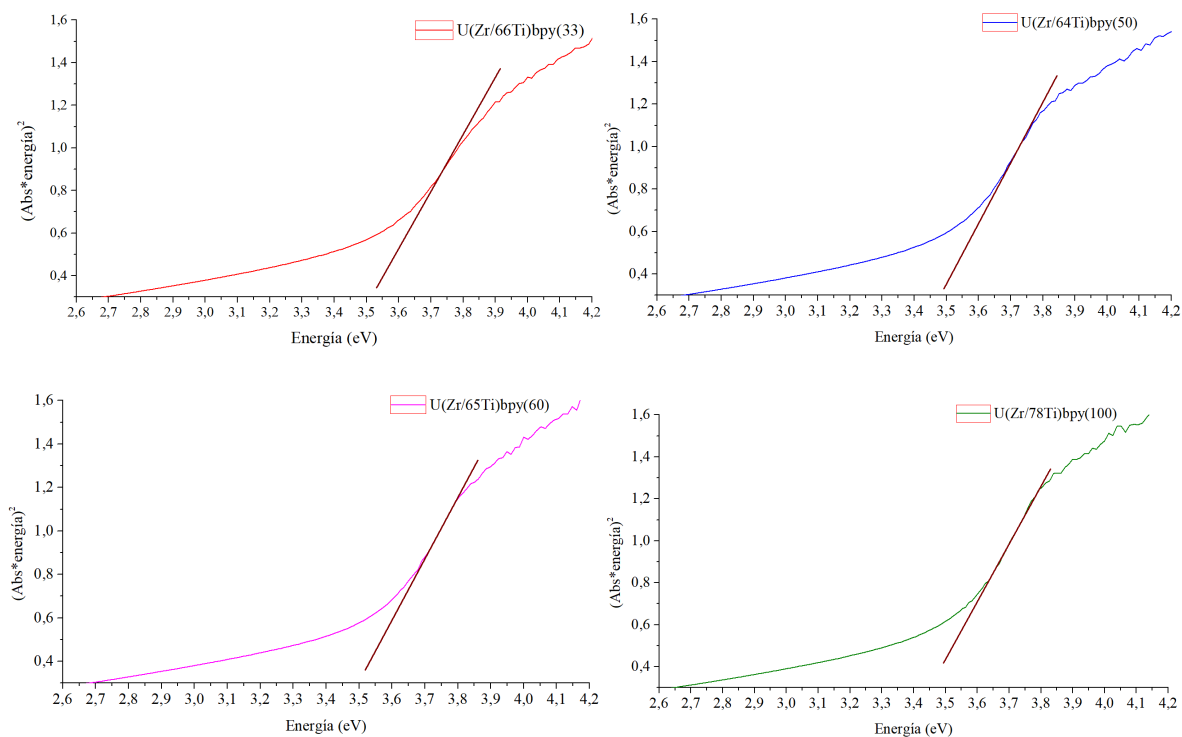 U(Zr/66Ti)bpy(33)
(Abs*energía)²
1,6
1,4
1,2
1,0
0,8
0,6
0,4
2,6 2,7 2,8 2,9 3,0 3,1 3,2 3,3 3,4 3,5 3,6 3,7 3,8 3,9 4,0 4,1 4,2
Energía (eV)
U(Zr/64Ti)bpy(50)
(Abs*energía)²
1,6
1,4
1,2
1,0
0,8
0,6
0,4
2,6 2,7 2,8 2,9 3,0 3,1 3,2 3,3 3,4 3,5 3,6 3,7 3,8 3,9 4,0 4,1 4,2
Energía (eV)
U(Zr/65Ti)bpy(60)
(Abs*energía)²
1,6
1,4
1,2
1,0
0,8
0,6
0,4
2,6 2,7 2,8 2,9 3,0 3,1 3,2 3,3 3,4 3,5 3,6 3,7 3,8 3,9 4,0 4,1 4,2
Energía (eV)
U(Zr/78Ti)bpy(100)
(Abs*energía)²
1,6
1,4
1,2
1,0
0,8
0,6
0,4
2,6 2,7 2,8 2,9 3,0 3,1 3,2 3,3 3,4 3,5 3,6 3,7 3,8 3,9 4,0 4,1 4,2
Energía (eV)